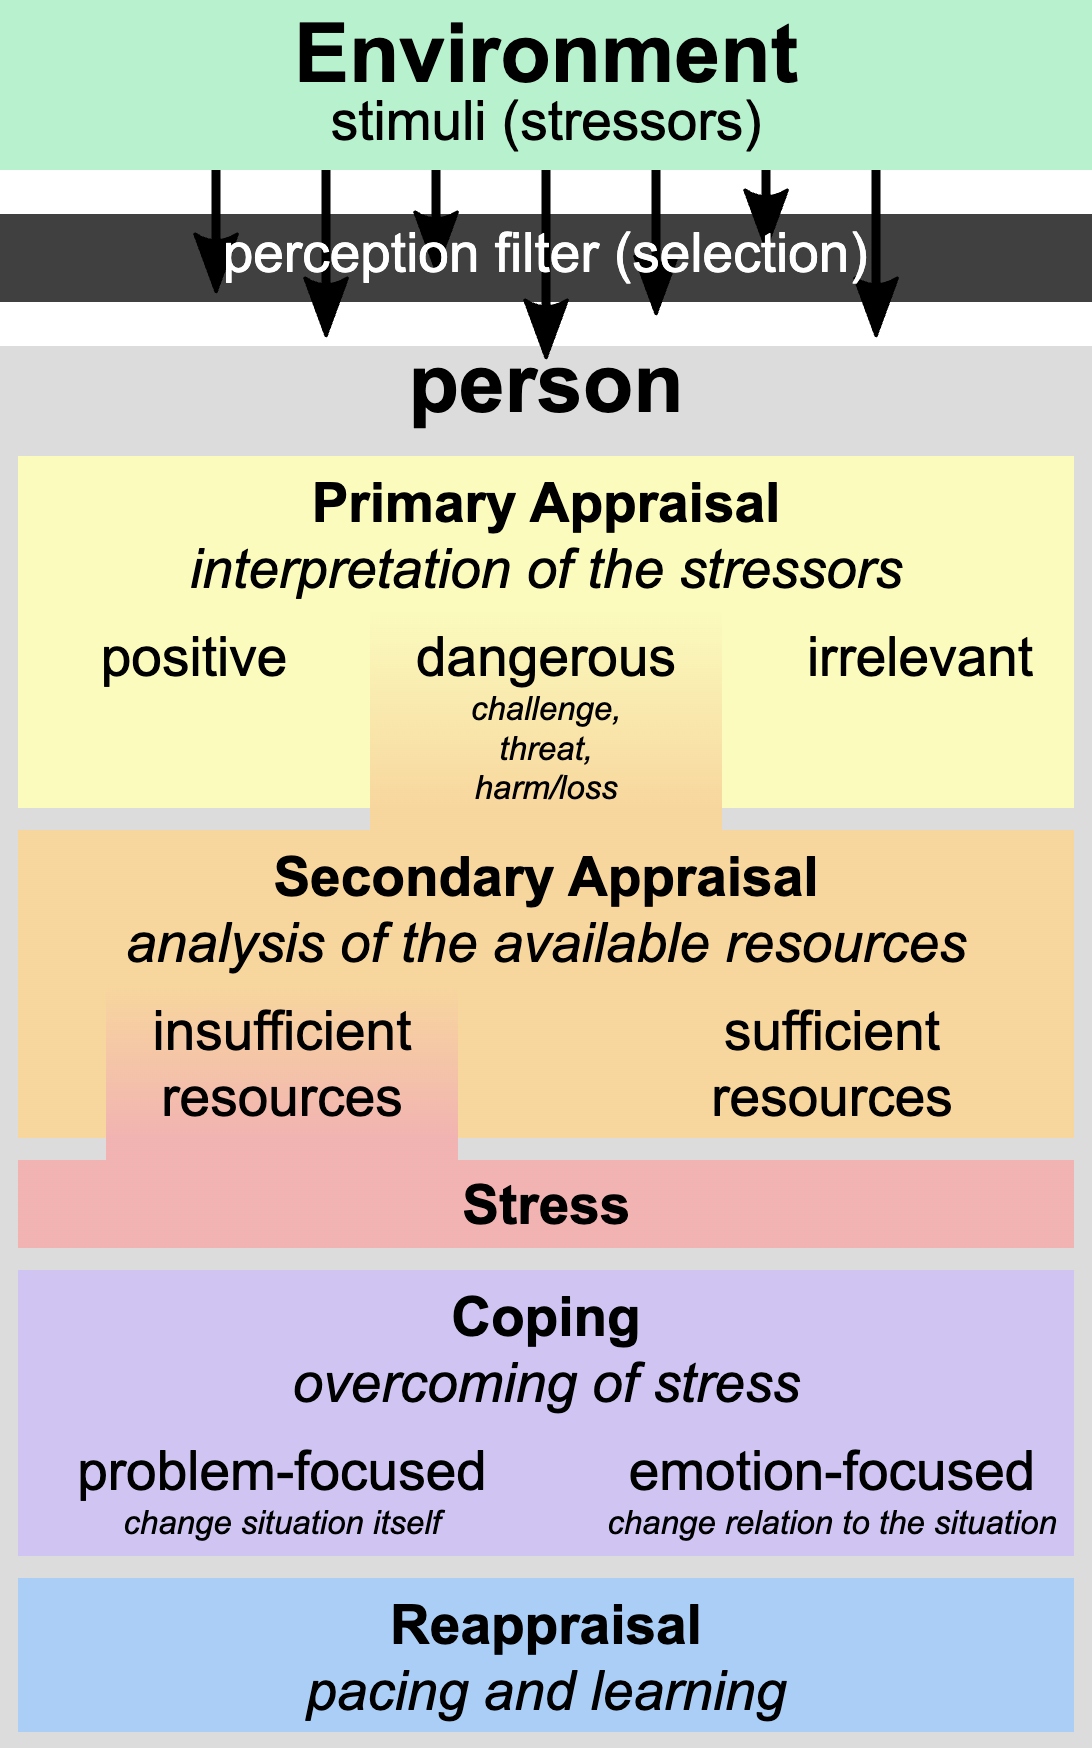 Environment
stimuli (stressors)
perception filter (selection)
person
Primary Appraisal
interpretation of the stressors
positive
dangerous
irrelevant
challenge,
threat,
harm/loss
Secondary Appraisal
analysis of the available resources
insufficient
resources
sufficient
resources
Stress
Coping
overcoming of stress
problem-focused
change situation itself
emotion-focused
change relation to the situation
Reappraisal
pacing and learning